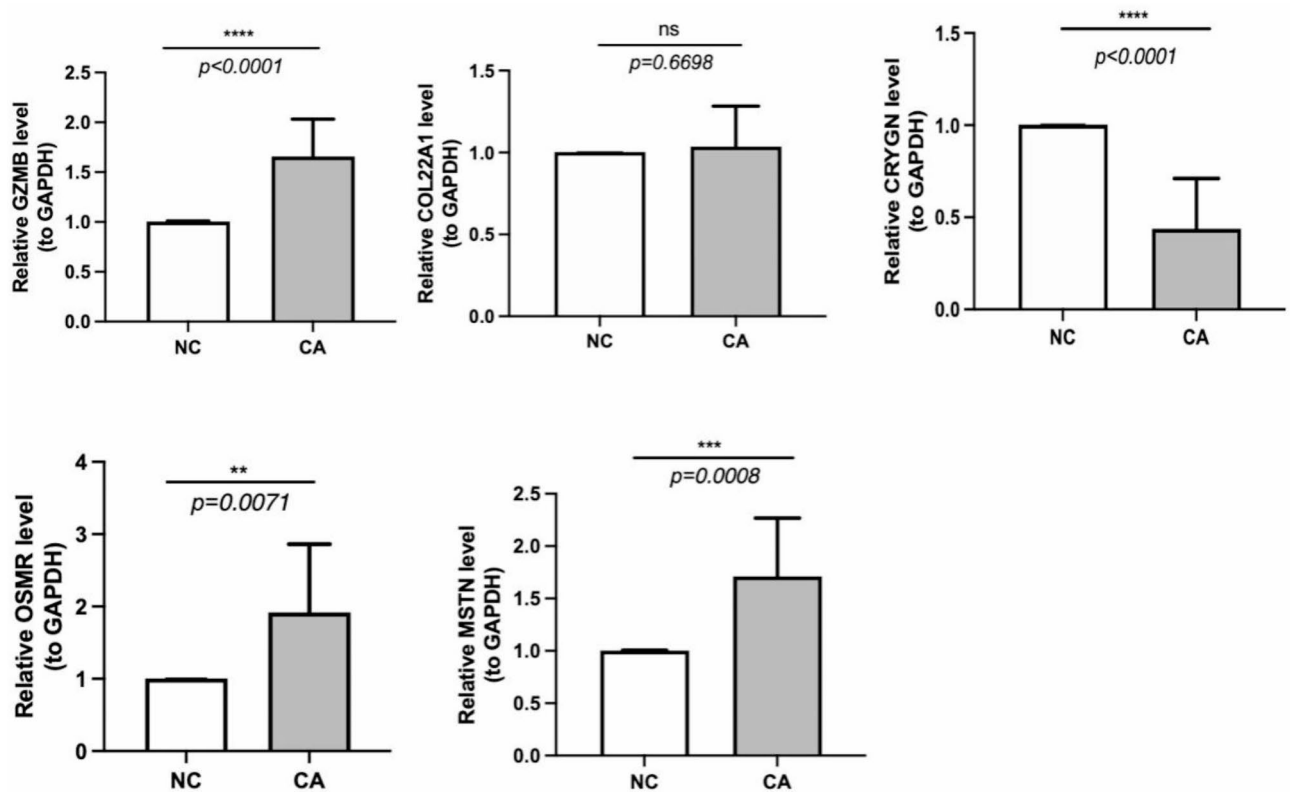 ****
p<0.0001
Relative GZMB level
(to GAPDH)
2.5
2.0
1.5
1.0
0.5
0.0
NC CA
ns
p=0.6698
Relative COL22A1 level
(to GAPDH)
1.5
1.0
0.5
0.0
NC CA
****
p<0.0001
Relative CRYGN level
(to GAPDH)
1.5
1.0
0.5
0.0
NC CA
**
p=0.0071
Relative OSMR level
(to GAPDH)
4
3
2
1
0
NC CA
***
p=0.0008
Relative MSTN level
(to GAPDH)
2.5
2.0
1.5
1.0
0.5
0.0
NC CA